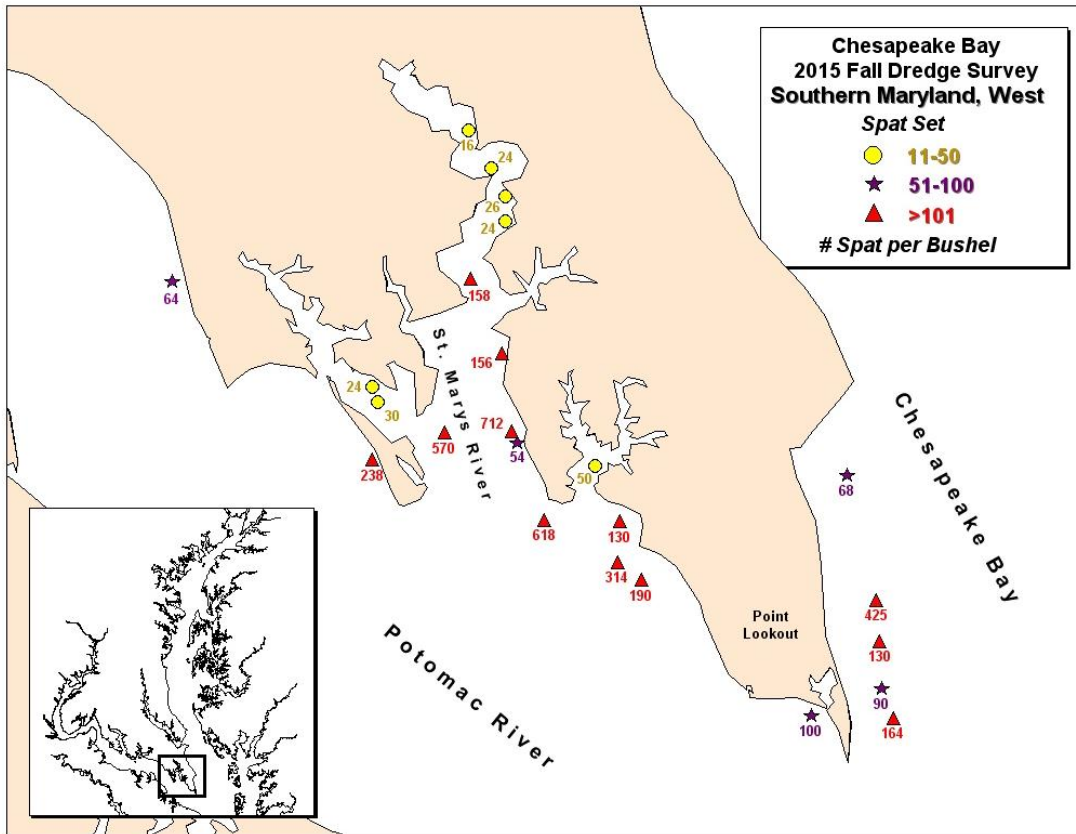 Chesapeake Bay
2015 Fall Dredge Survey
Southern Maryland, West
Spat Set
11-50
51-100
>101
# Spat per Bushel
16
24
26
24
64
158
156
24
30
570
712
54
238
50
68
618
130
314
190
425
130
90
100
164
St. Marys River
Chesapeake Bay
Potomac River
Point
Lookout